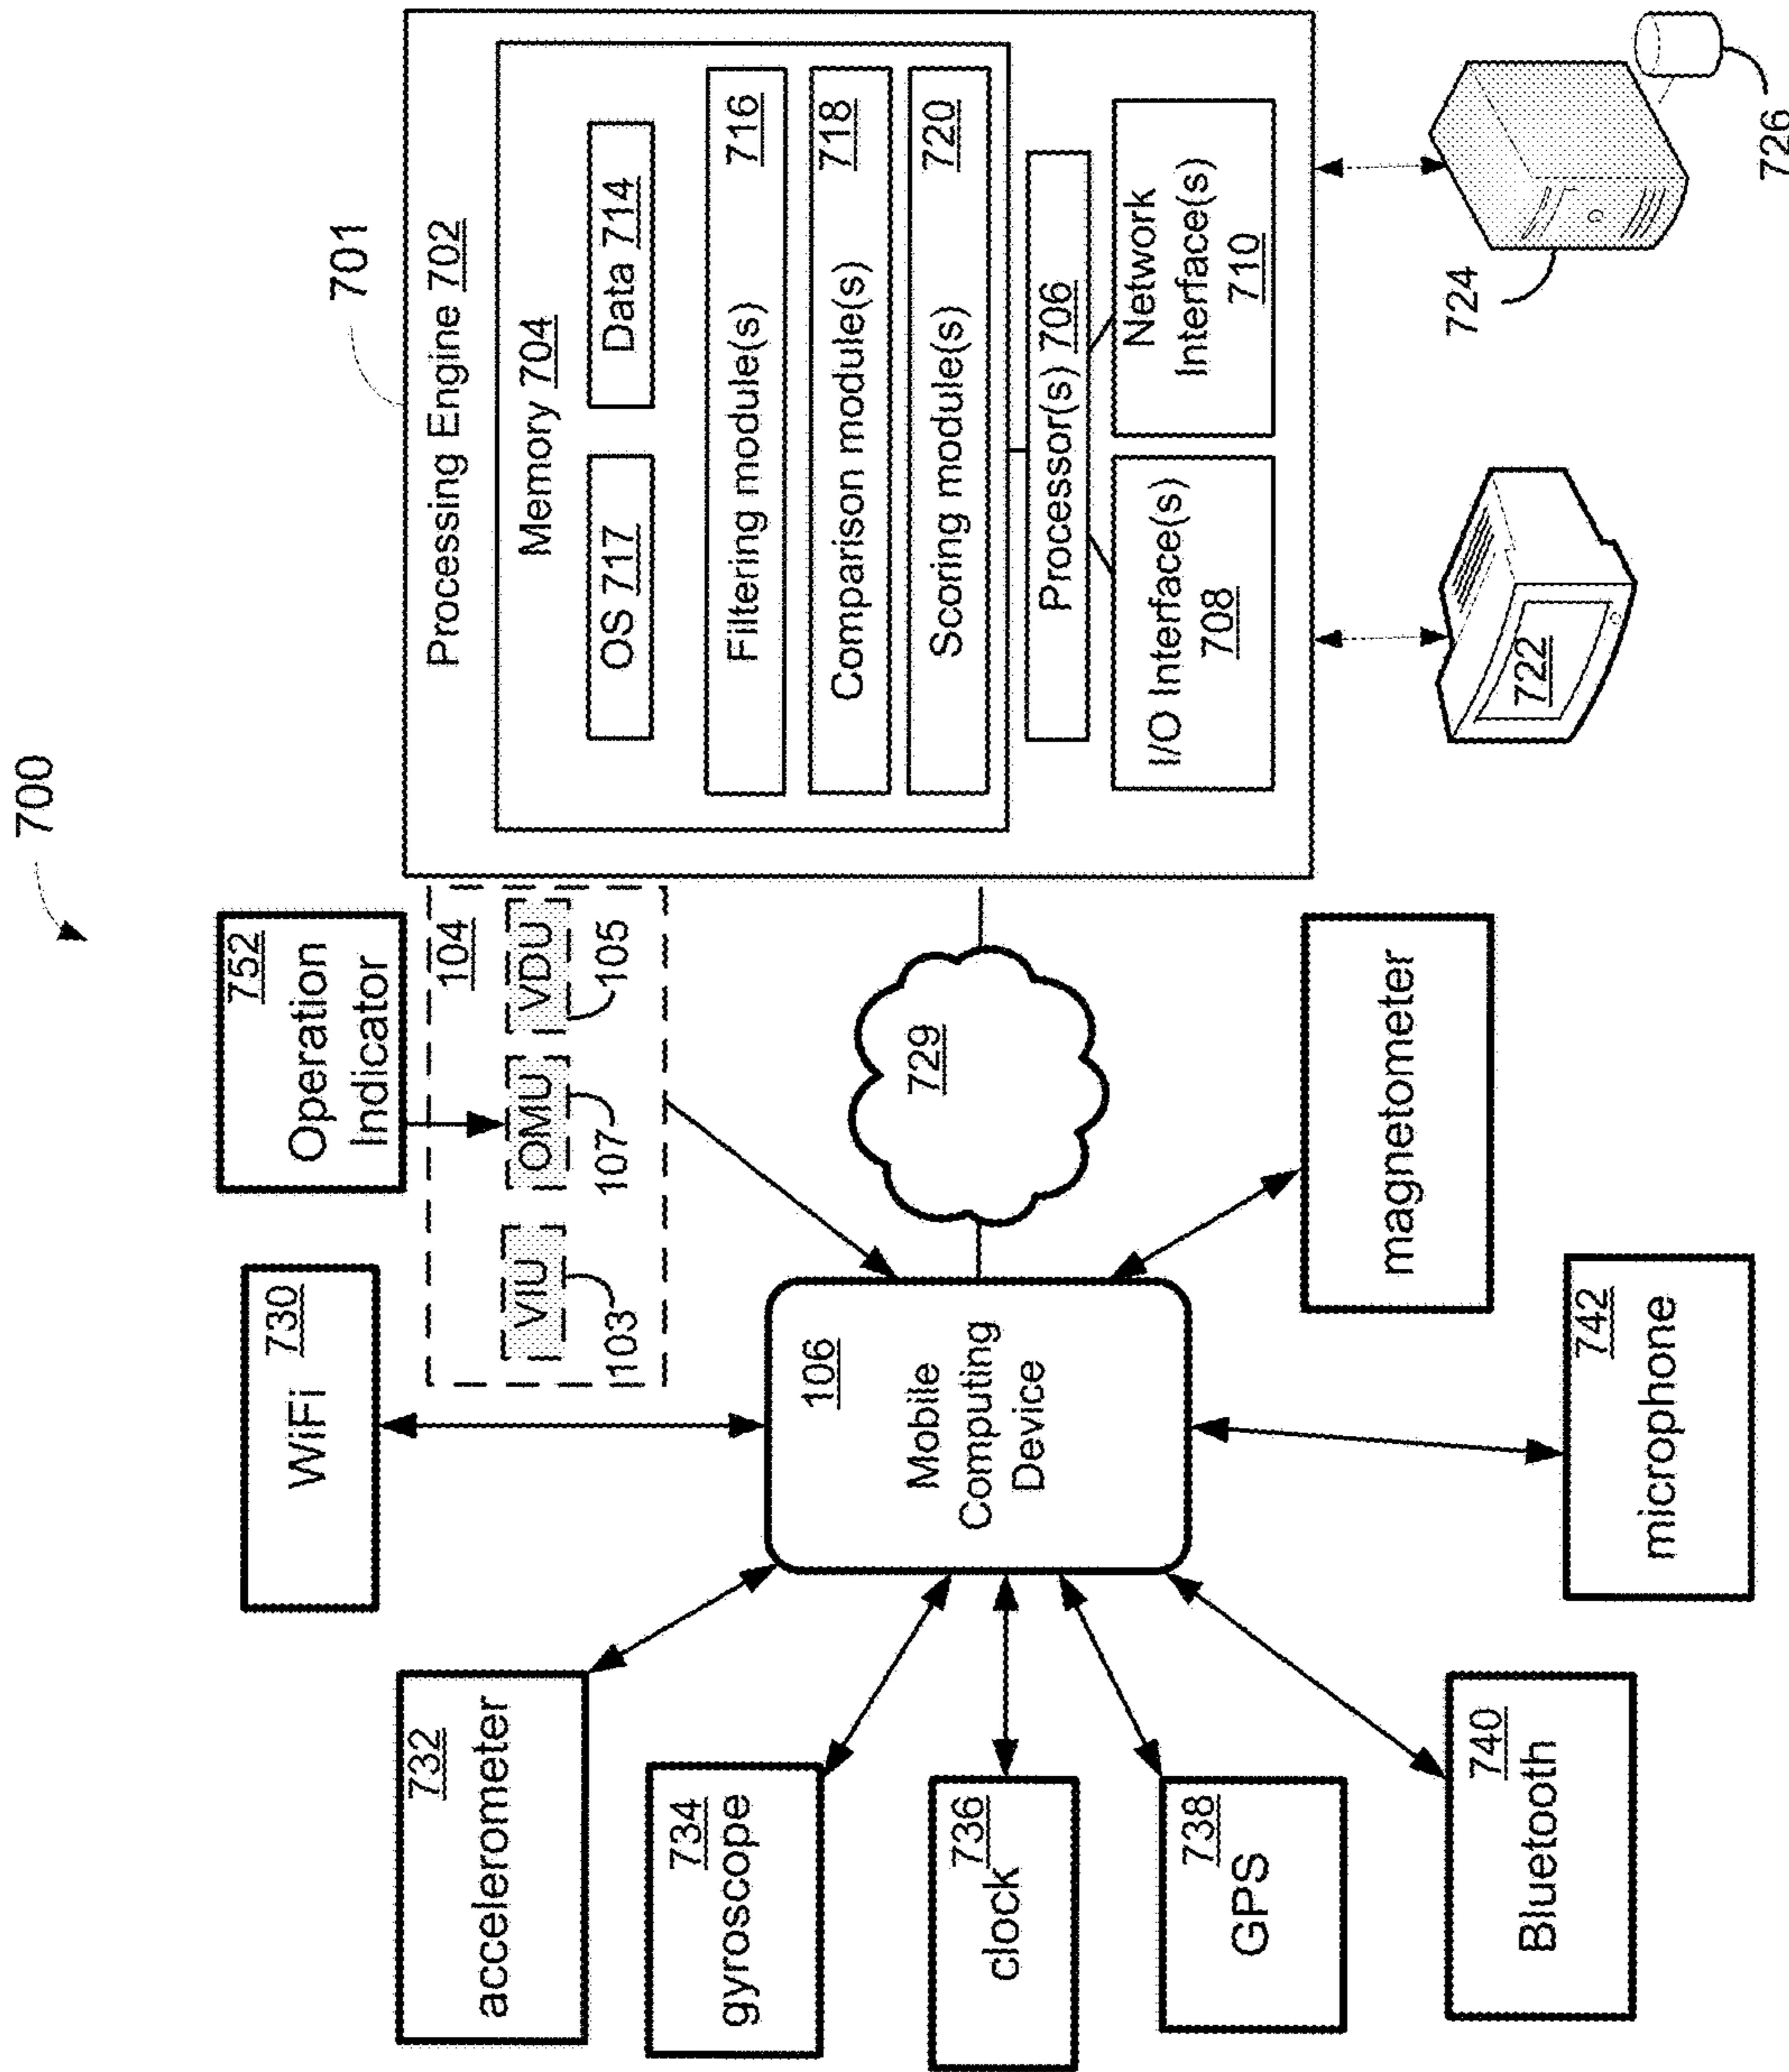 700
701
Processing Engine 702
Memory 704
OS 717
Data 714
Filtering module(s) 716
Comparison module(s) 718
Scoring module(s) 720
Processor(s) 706
I/O Interface(s)
708
Network
Interface(s)
710
722
724
726
752
Operation
Indicator
104
VIU
OMU
VDU
103
107
105
729
730
WiFi
106
Mobile
Computing
Device
732
accelerometer
734
gyroscope
736
clock
738
GPS
740
Bluetooth
742
microphone
magnetometer